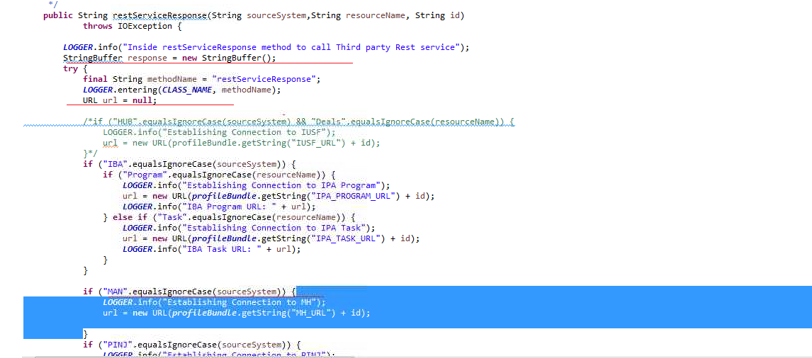 */
public String restServiceResponse(String sourceSystem,String resourceName, String id)
throws IOException {
LOGGER.info("Inside restServiceResponse method to call Third party Rest service");
StringBuffer response = new StringBuffer();
try {
final String methodName = "restServiceResponse";
LOGGER.entering(CLASS_NAME, methodName);
URL url = null;
/*if ("HUB".equalsIgnoreCase(sourceSystem) && "Deals".equalsIgnoreCase(resourceName)) {
LOGGER.info("Establishing Connection to IUSF");
url = new URL(profileBundle.getString("IUSF_URL") + id);
}*/
if ("IBA".equalsIgnoreCase(sourceSystem)) {
if ("Program".equalsIgnoreCase(resourceName)) {
LOGGER.info("Establishing Connection to IPA Program");
url = new URL(profileBundle.getString("IPA_PROGRAM_URL") + id);
LOGGER.info("IBA Program URL: " + url);
} else if ("Task".equalsIgnoreCase(resourceName)) {
LOGGER.info("Establishing Connection to IPA Task");
url = new URL(profileBundle.getString("IPA_TASK_URL") + id);
LOGGER.info("IBA Task URL: " + url);
}
}
if ("MAN".equalsIgnoreCase(sourceSystem)) {
LOGGER.info("Establishing Connection to MH");
url = new URL(profileBundle.getString("MH_URL") + id);
}
if ("PINJ".equalsIgnoreCase(sourceSystem)) {
LOGGER.info("Establishing Connection to PINJ");